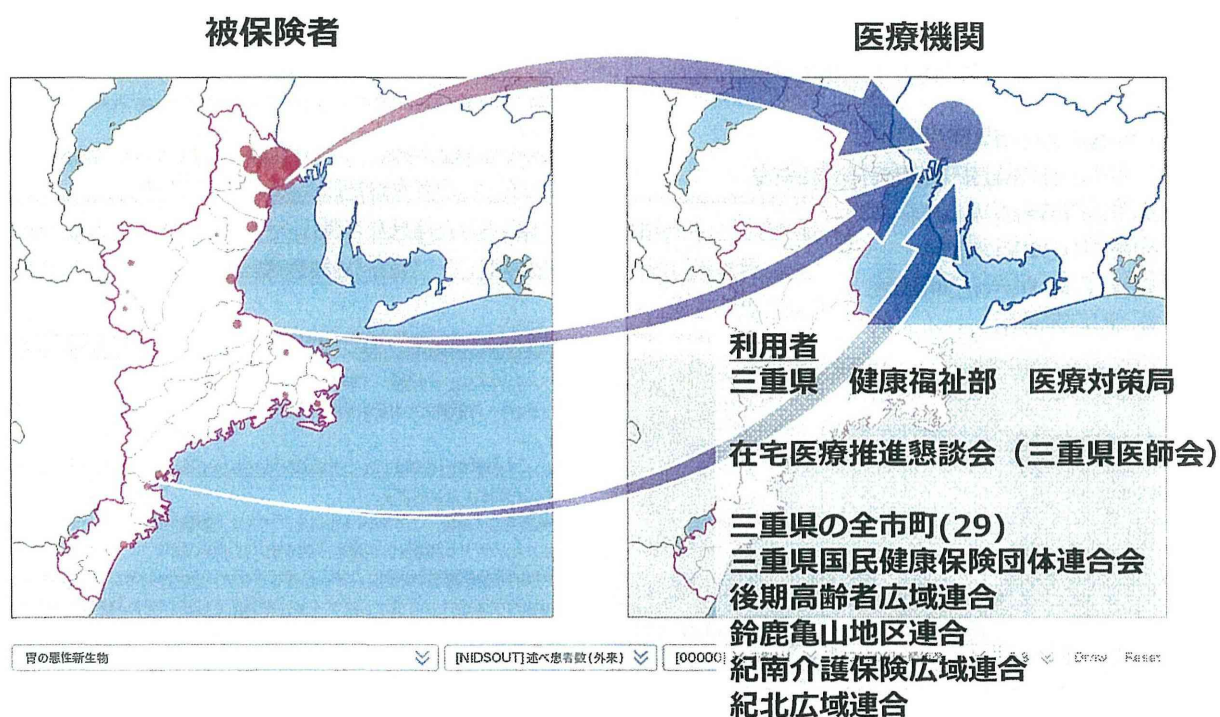 被保険者
医療機関
利用者
三重県　健康福祉部　医療対策局
在宅医療推進懇談会（三重県医師会）
三重県の全市町(29)
三重県国民健康保険団体連合会
後期高齢者広域連合
鈴鹿亀山地区連合
紀南介護保険広域連合
紀北広域連合
胃の悪性新生物
[NIDSOUT] 述べ患者数(外来)
[00000]
Draw
Reset